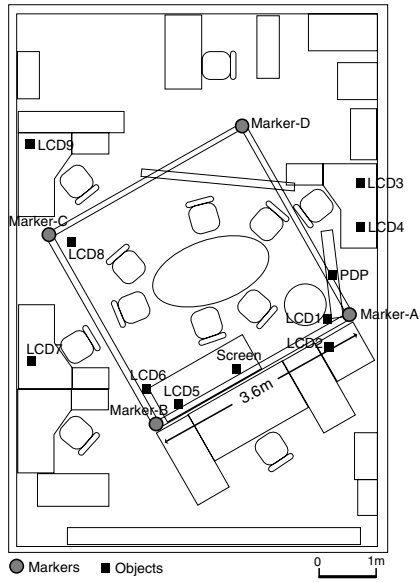 Marker-D
LCD9
LCD3
Marker-C
LCD4
LCD8
PDP
Marker-A
LCD1
LCD2
LCD7
Screen
LCD6
LCD5
3.6m
Marker-B
Markers
Objects
0 1m